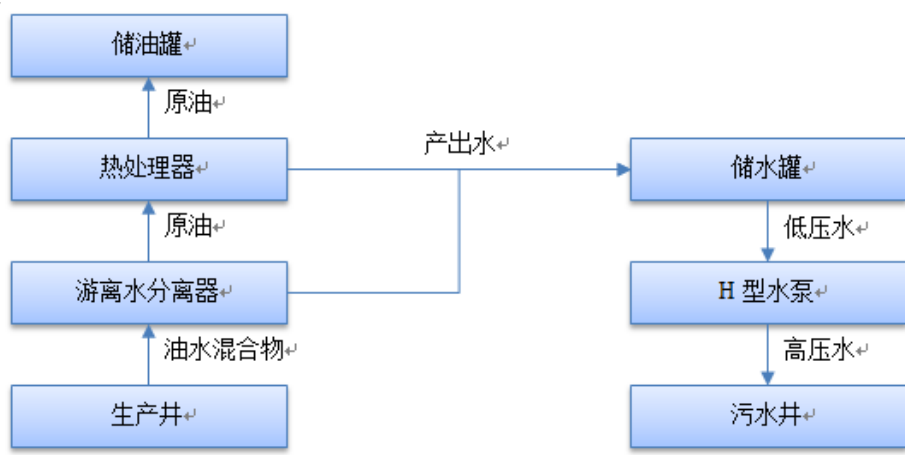 储油罐
原油
热处理器
产出水
储水罐
原油
低压水
游离水分离器
H 型水泵
油水混合物
高压水
生产井
污水井